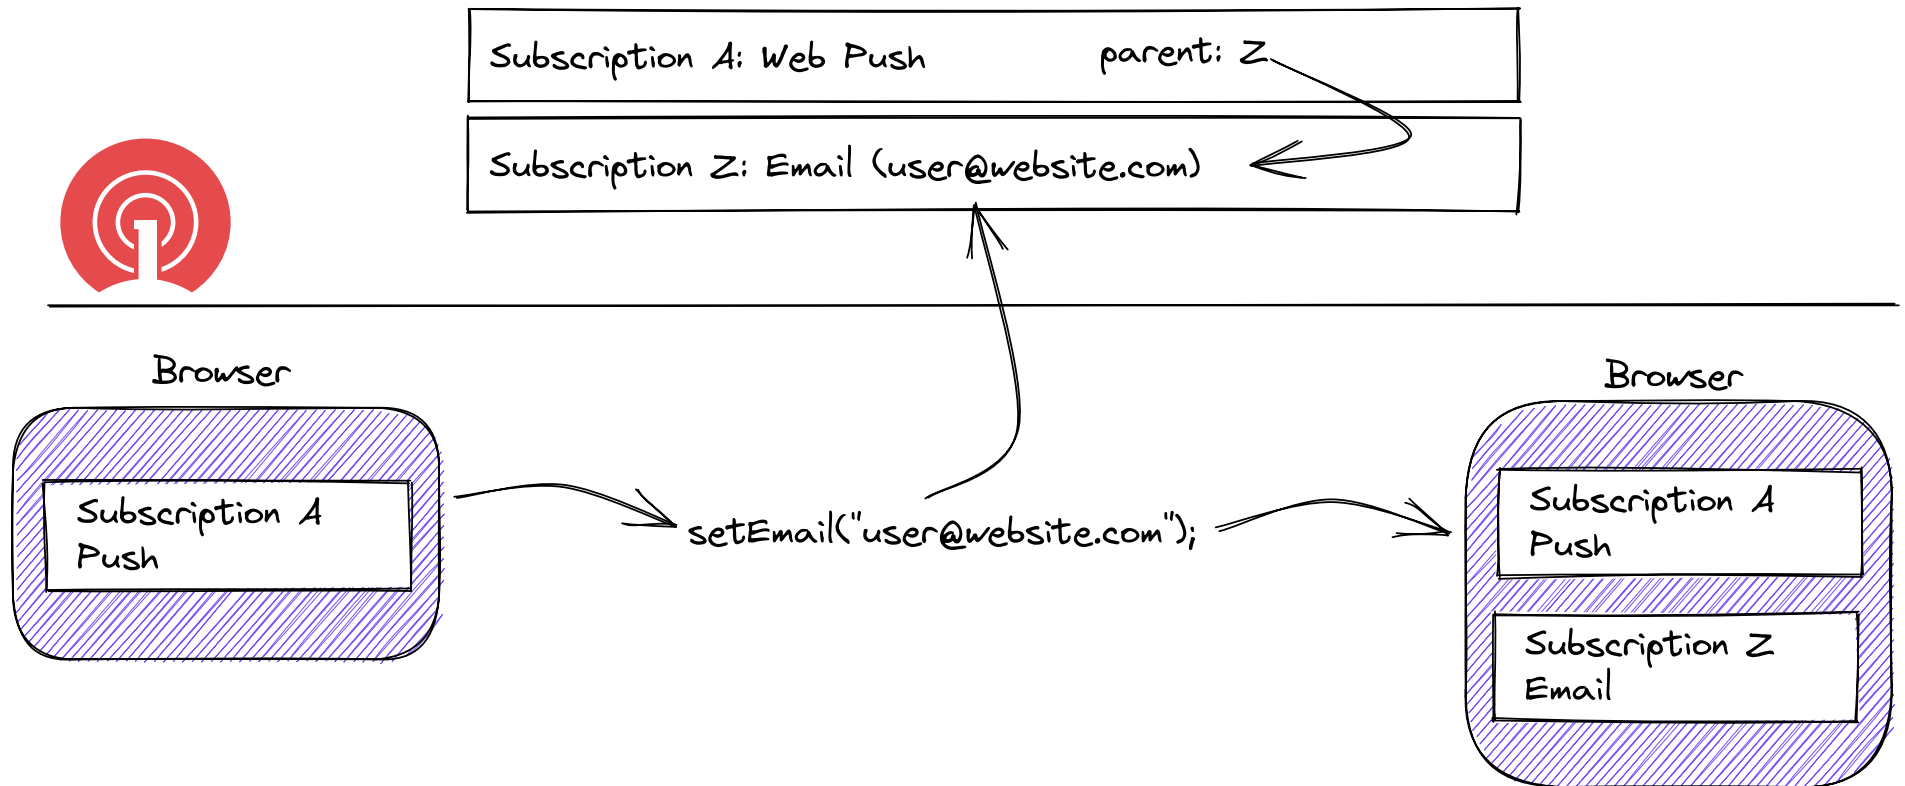 Subscription A: Web Push parent: Z
Subscription Z: Email (user@website.com)
Browser
Subscription A
Push
setEmail("user@website.com");
Browser
Subscription A
Push
Subscription Z
Email